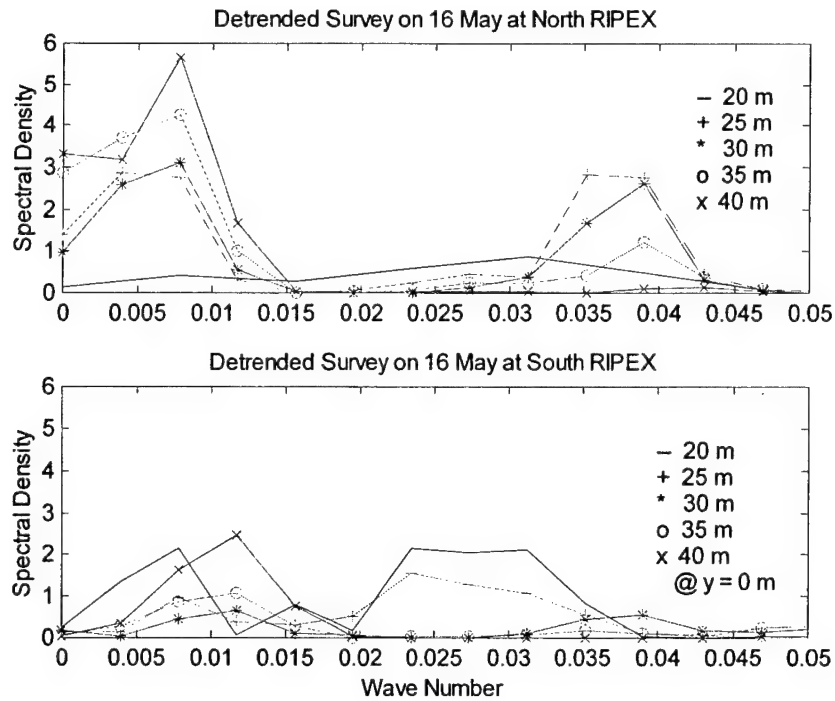 Detrended Survey on 16 May at North RIPEX
Spectral Density
6
5
4
3
2
1
0
– 20 m
+ 25 m
* 30 m
o 35 m
x 40 m
0 0.005 0.01 0.015 0.02 0.025 0.03 0.035 0.04 0.045 0.05
Detrended Survey on 16 May at South RIPEX
Spectral Density
6
5
4
3
2
1
0
– 20 m
+ 25 m
* 30 m
o 35 m
x 40 m
@ y = 0 m
0 0.005 0.01 0.015 0.02 0.025 0.03 0.035 0.04 0.045 0.05
Wave Number